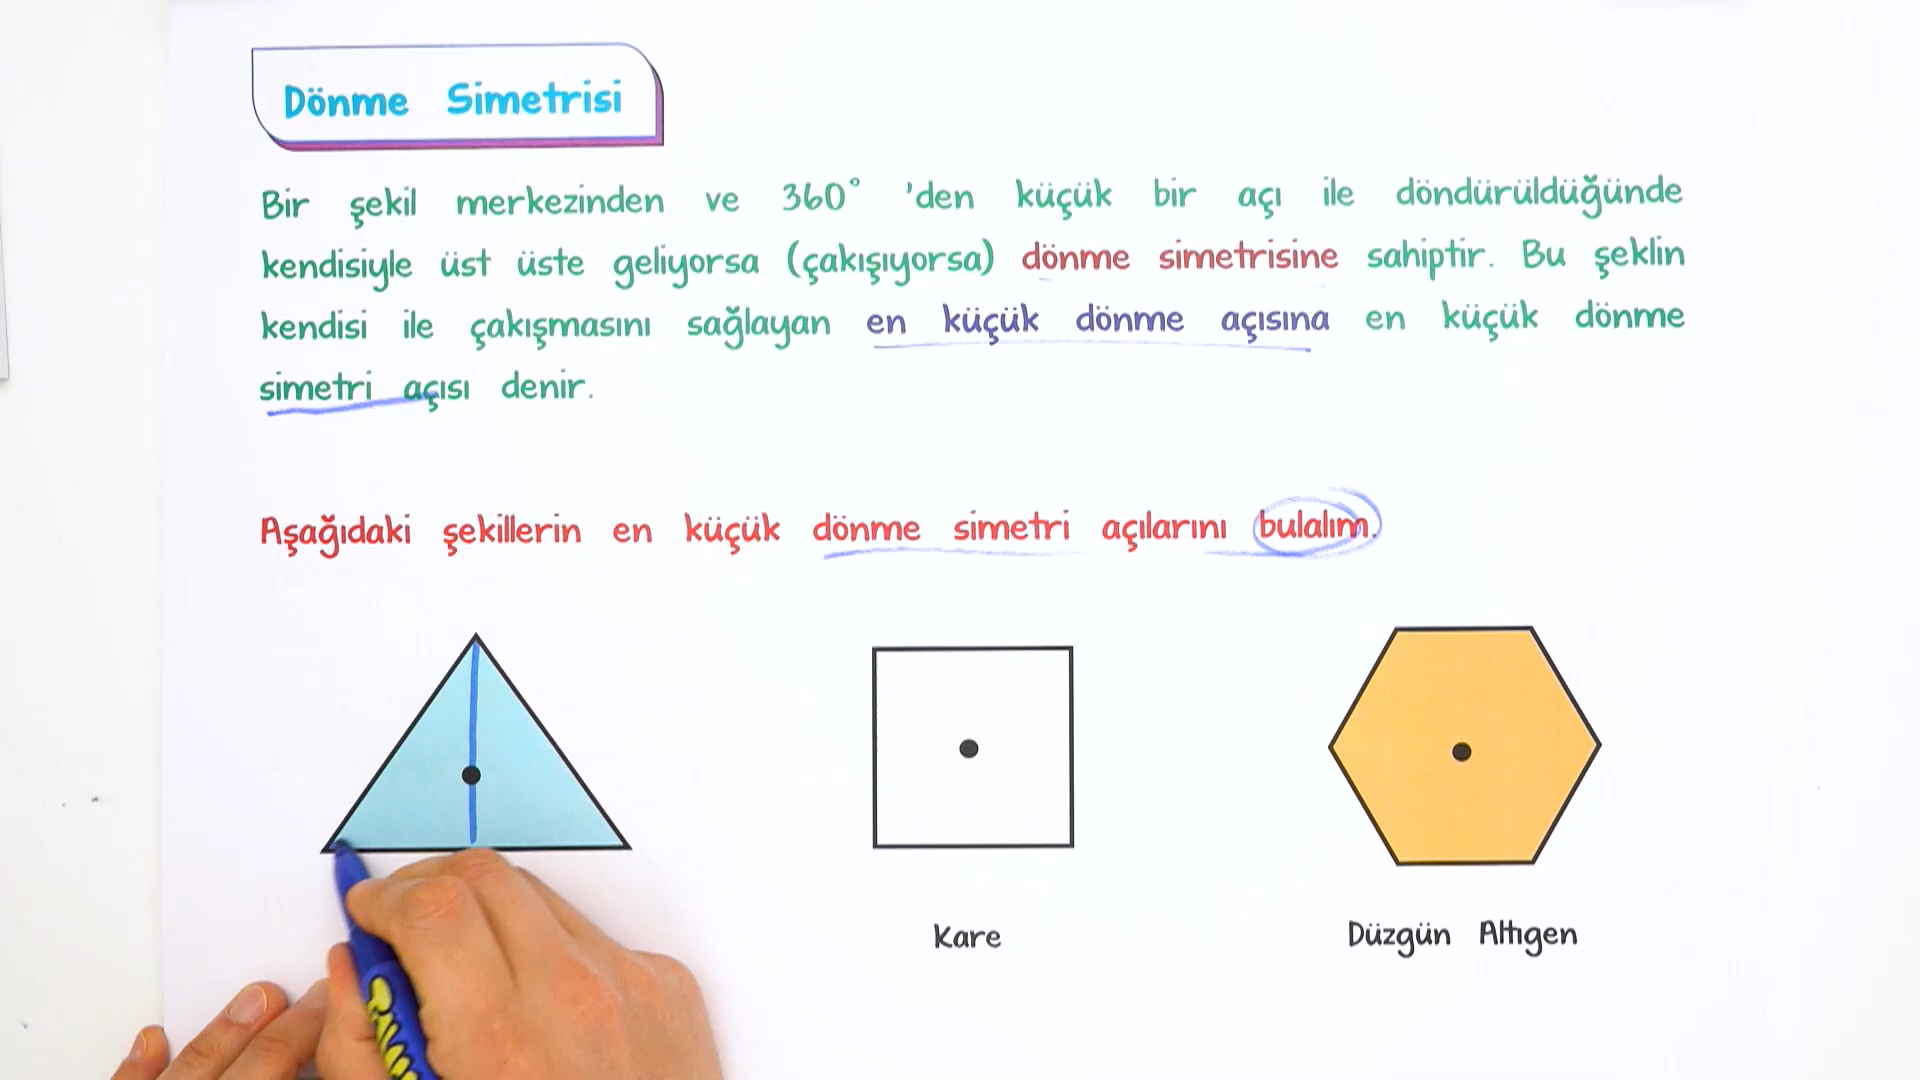 Dönme Simetrisi
Bir şekil merkezinden ve 360° 'den küçük bir açı ile döndürüldüğünde
kendisiyle üst üste geliyorsa (çakışıyorsa) dönme simetrisine sahiptir. Bu şeklin
kendisi ile çakışmasını sağlayan en küçük dönme açısına en küçük dönme
simetri açısı denir.
Aşağıdaki şekillerin en küçük dönme simetri açılarını bulalım.
Kare
Düzgün Altıgen